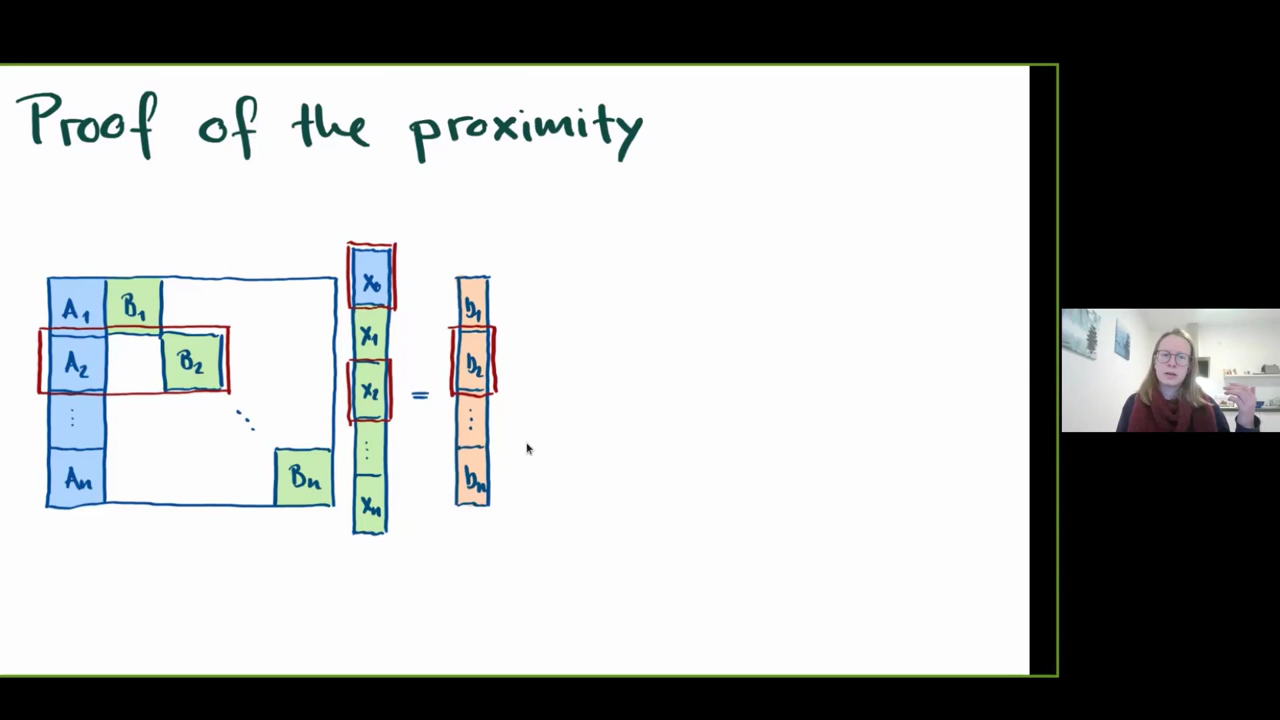 Proof of the proximity
A₁ B₁ x₀ b₁
A₂ B₂ x₁ b₂
⋮ ⋱ x₂ = ⋮
Aₙ Bₙ ⋮ bₙ
xₙ